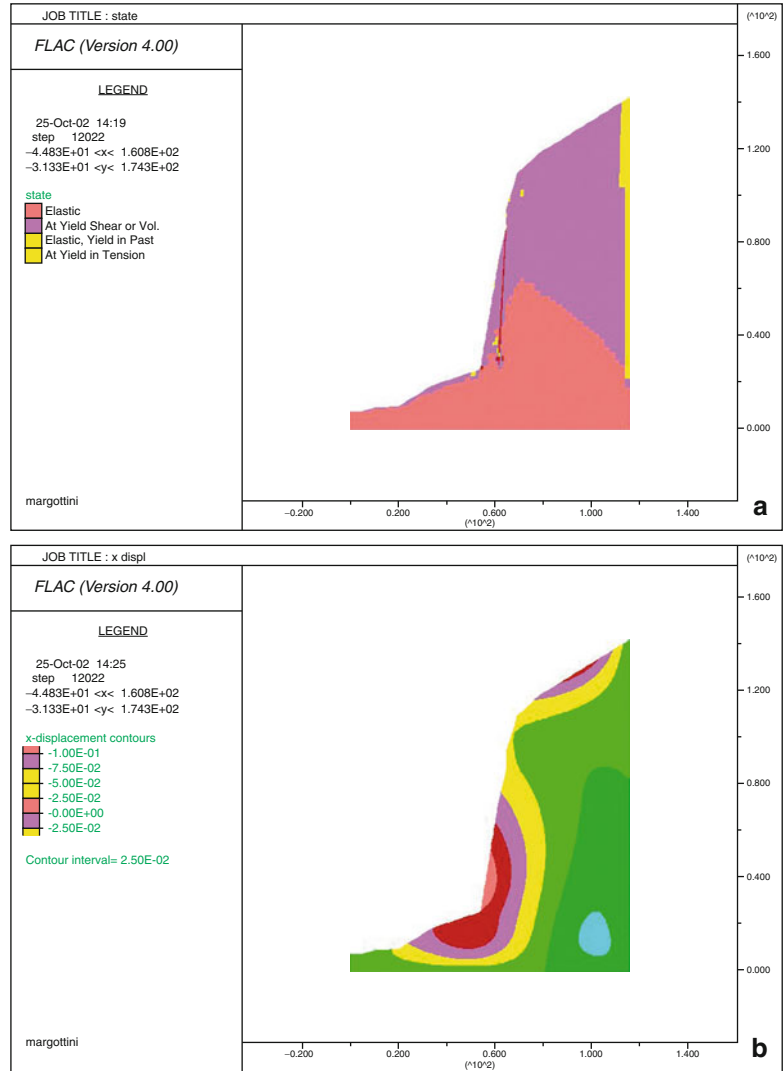 JOB TITLE : state
(^10^2)
FLAC (Version 4.00)
LEGEND
25-Oct-02 14:19
step 12022
−4.483E+01 <x< 1.608E+02
−3.133E+01 <y< 1.743E+02
state
Elastic
At Yield Shear or Vol.
Elastic, Yield in Past
At Yield in Tension
margottini
1.600
1.200
0.800
0.400
0.000
−0.200 0.200 0.600 1.000 1.400
(^10^2)
a
JOB TITLE : x displ
(^10^2)
FLAC (Version 4.00)
LEGEND
25-Oct-02 14:25
step 12022
−4.483E+01 <x< 1.608E+02
−3.133E+01 <y< 1.743E+02
x-displacement contours
-1.00E-01
-7.50E-02
-5.00E-02
-2.50E-02
-0.00E+00
-2.50E-02
Contour interval= 2.50E-02
margottini
1.600
1.200
0.800
0.400
0.000
−0.200 0.200 0.600 1.000 1.400
(^10^2)
b